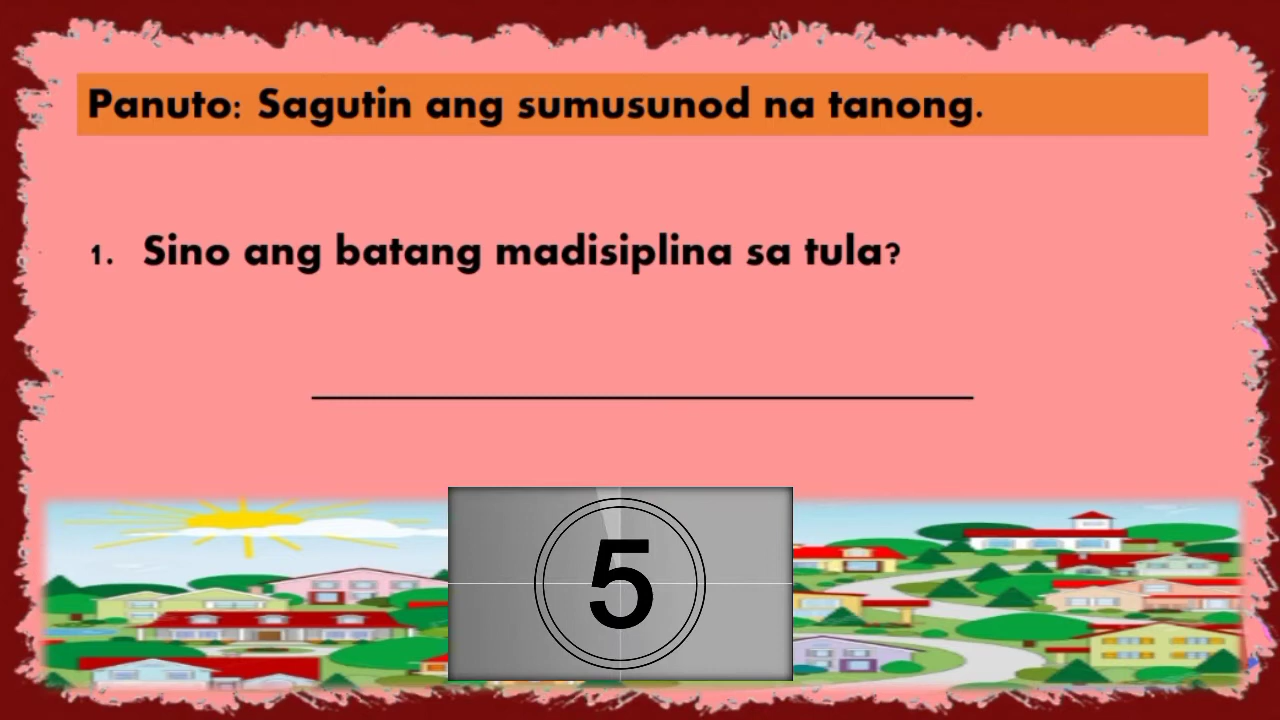 Panuto: Sagutin ang sumusunod na tanong.
1. Sino ang batang madisiplina sa tula?
5